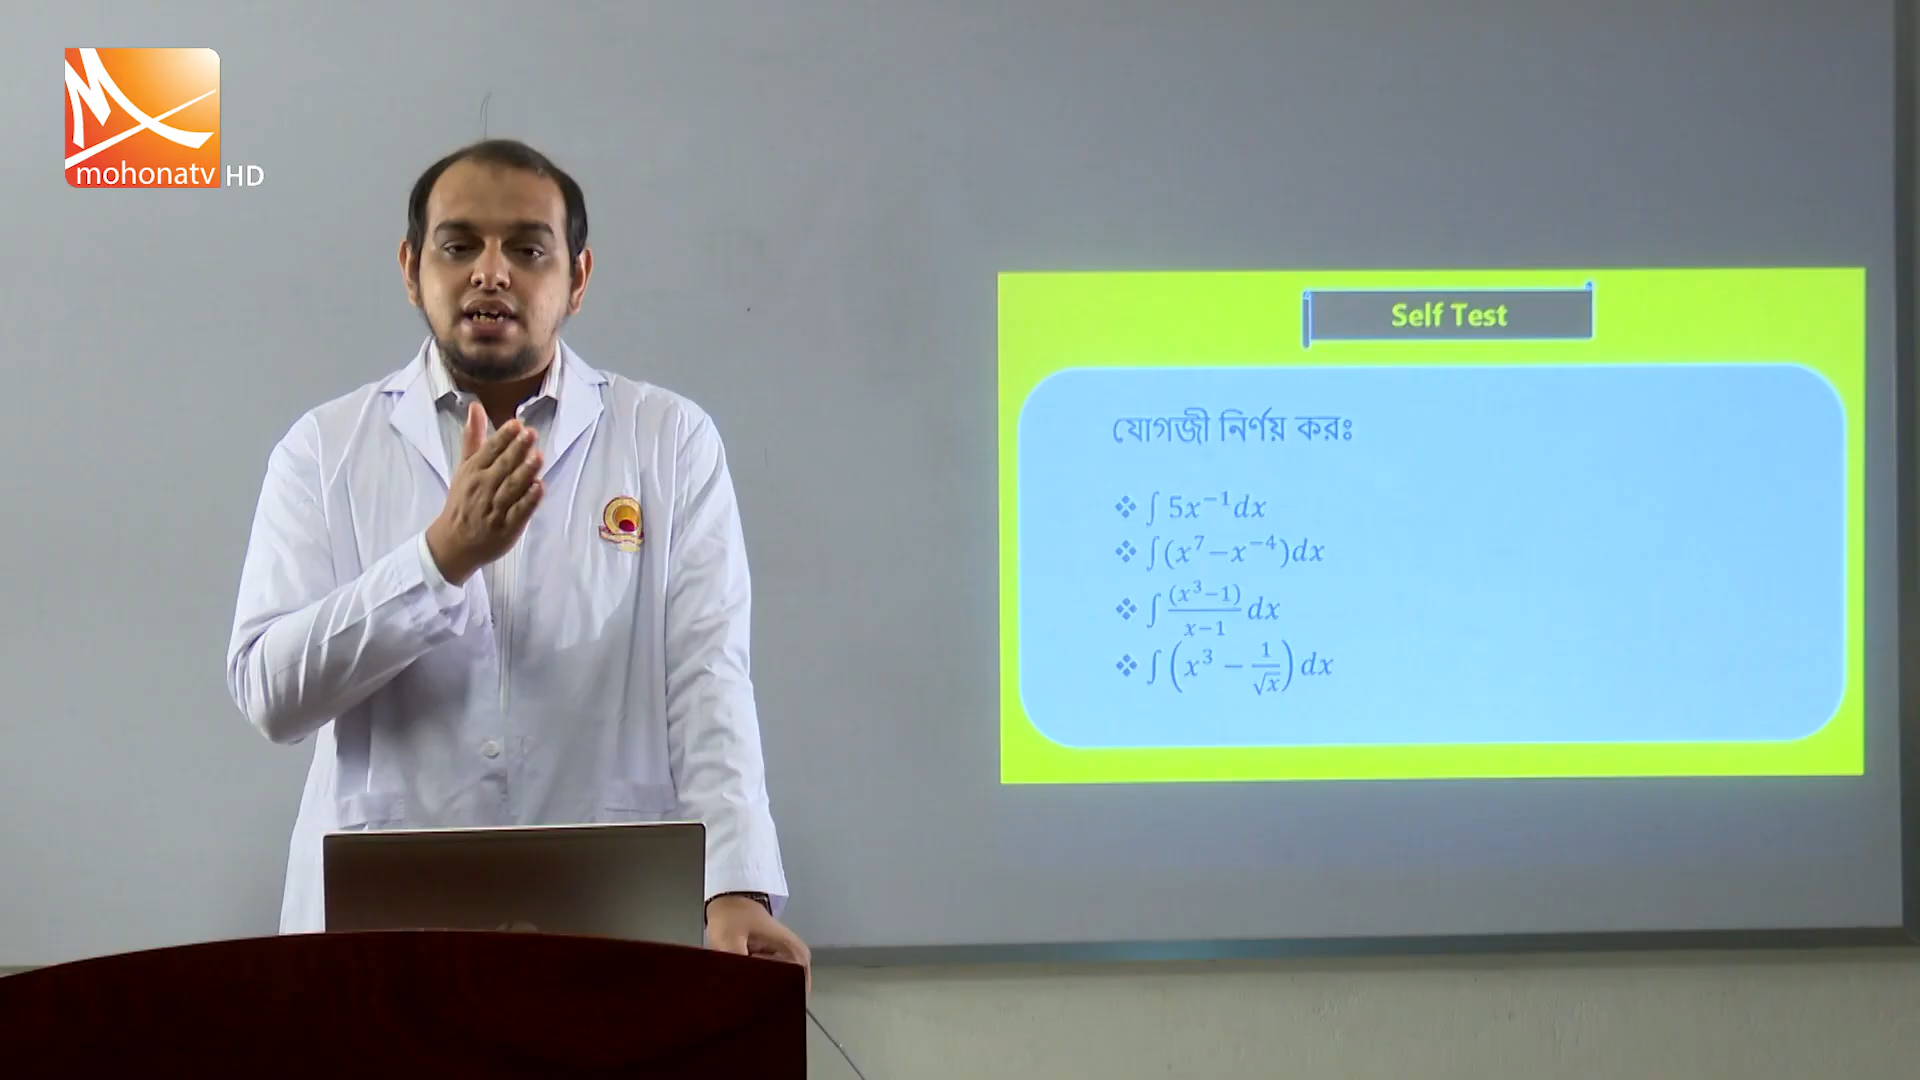 mohonatv HD
Self Test
যোগজী নির্ণয় করঃ
❖ ∫ 5x⁻¹dx
❖ ∫(x⁷−x⁻⁴)dx
❖ ∫ (x³−1)/(x−1) dx
❖ ∫ (x³ − 1/√x) dx